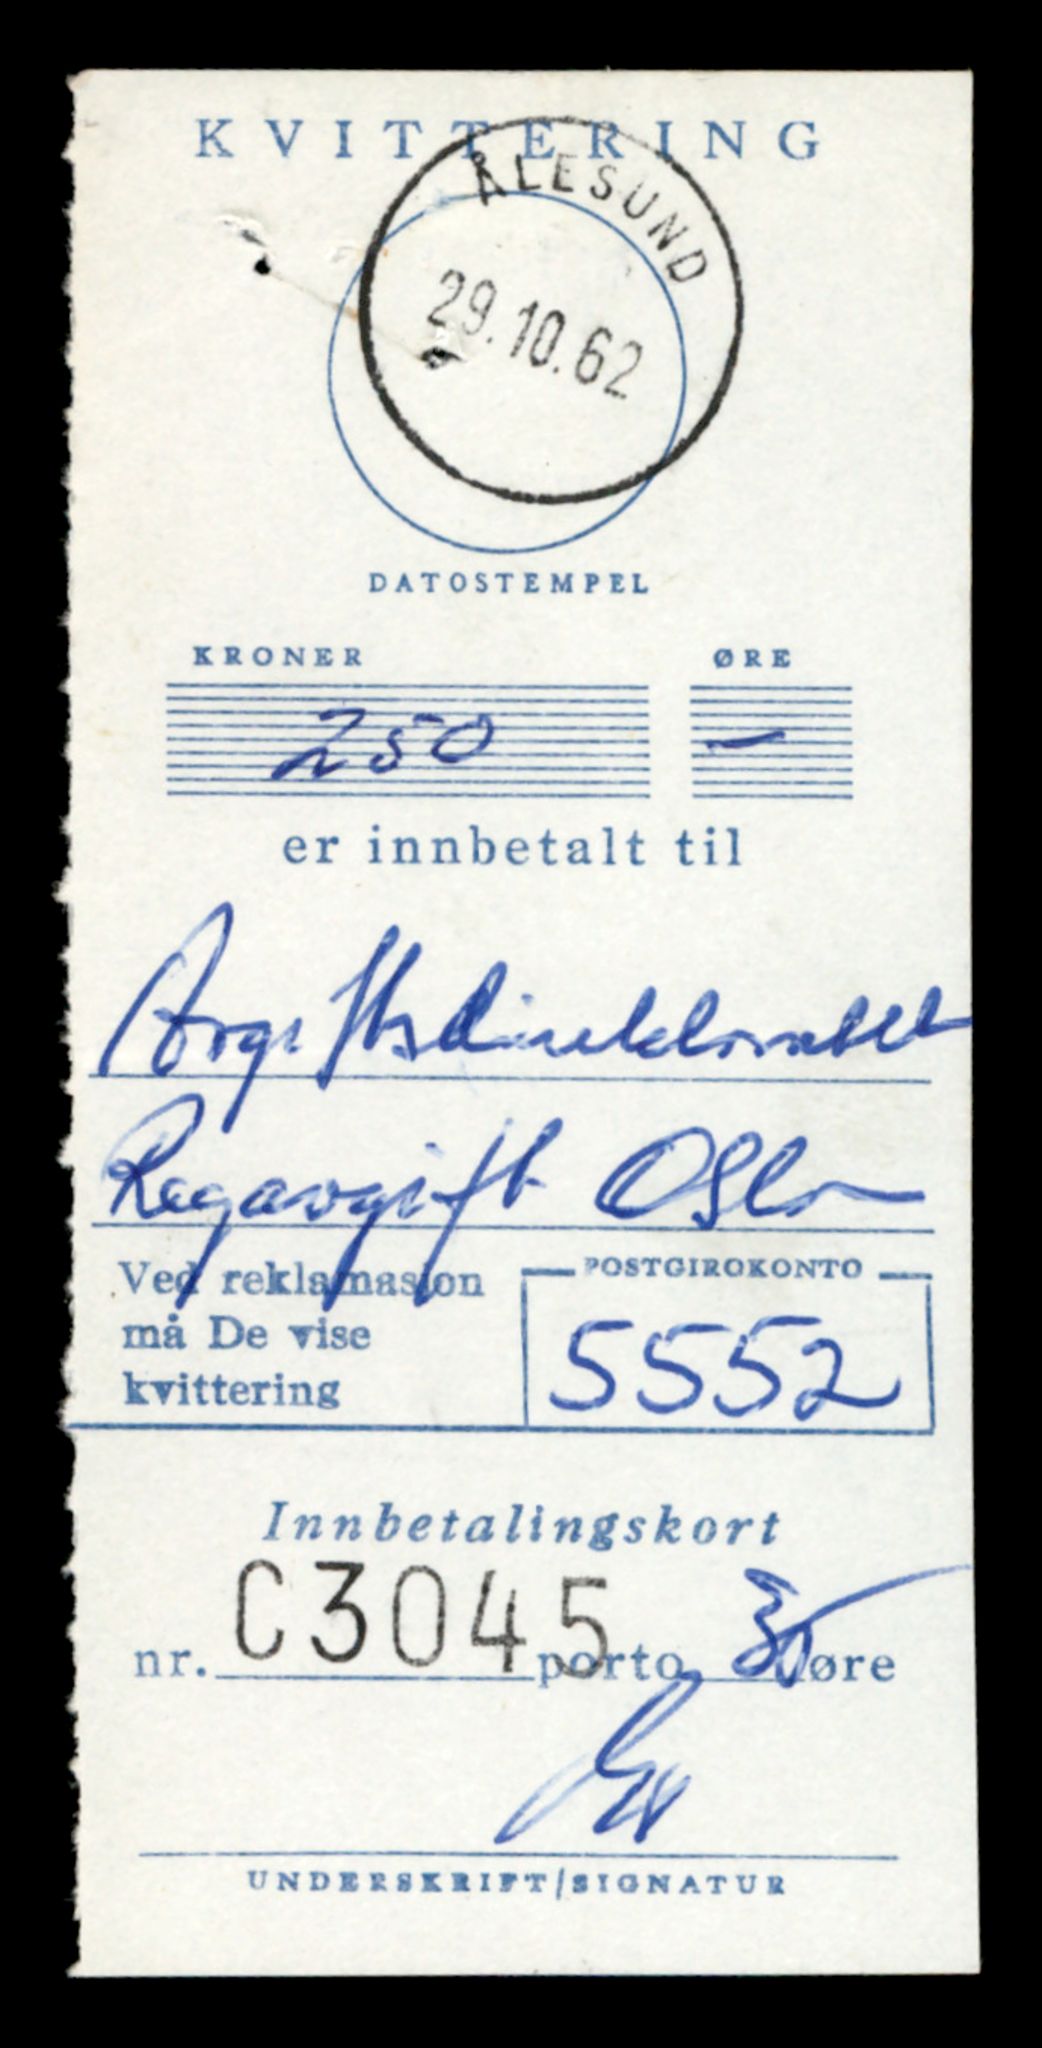 KVITTERING
ÅLESUND
29.10.62
DATOSTEMPEL
KRONER ØRE
250 —
er innbetalt til
Avgiftsdirektoratet
Regavgift Oslo
Ved reklamasjon
må De vise
kvittering
POSTGIROKONTO
5552
Innbetalingskort
nr. C3045 porto øre
UNDERSKRIFT/SIGNATUR